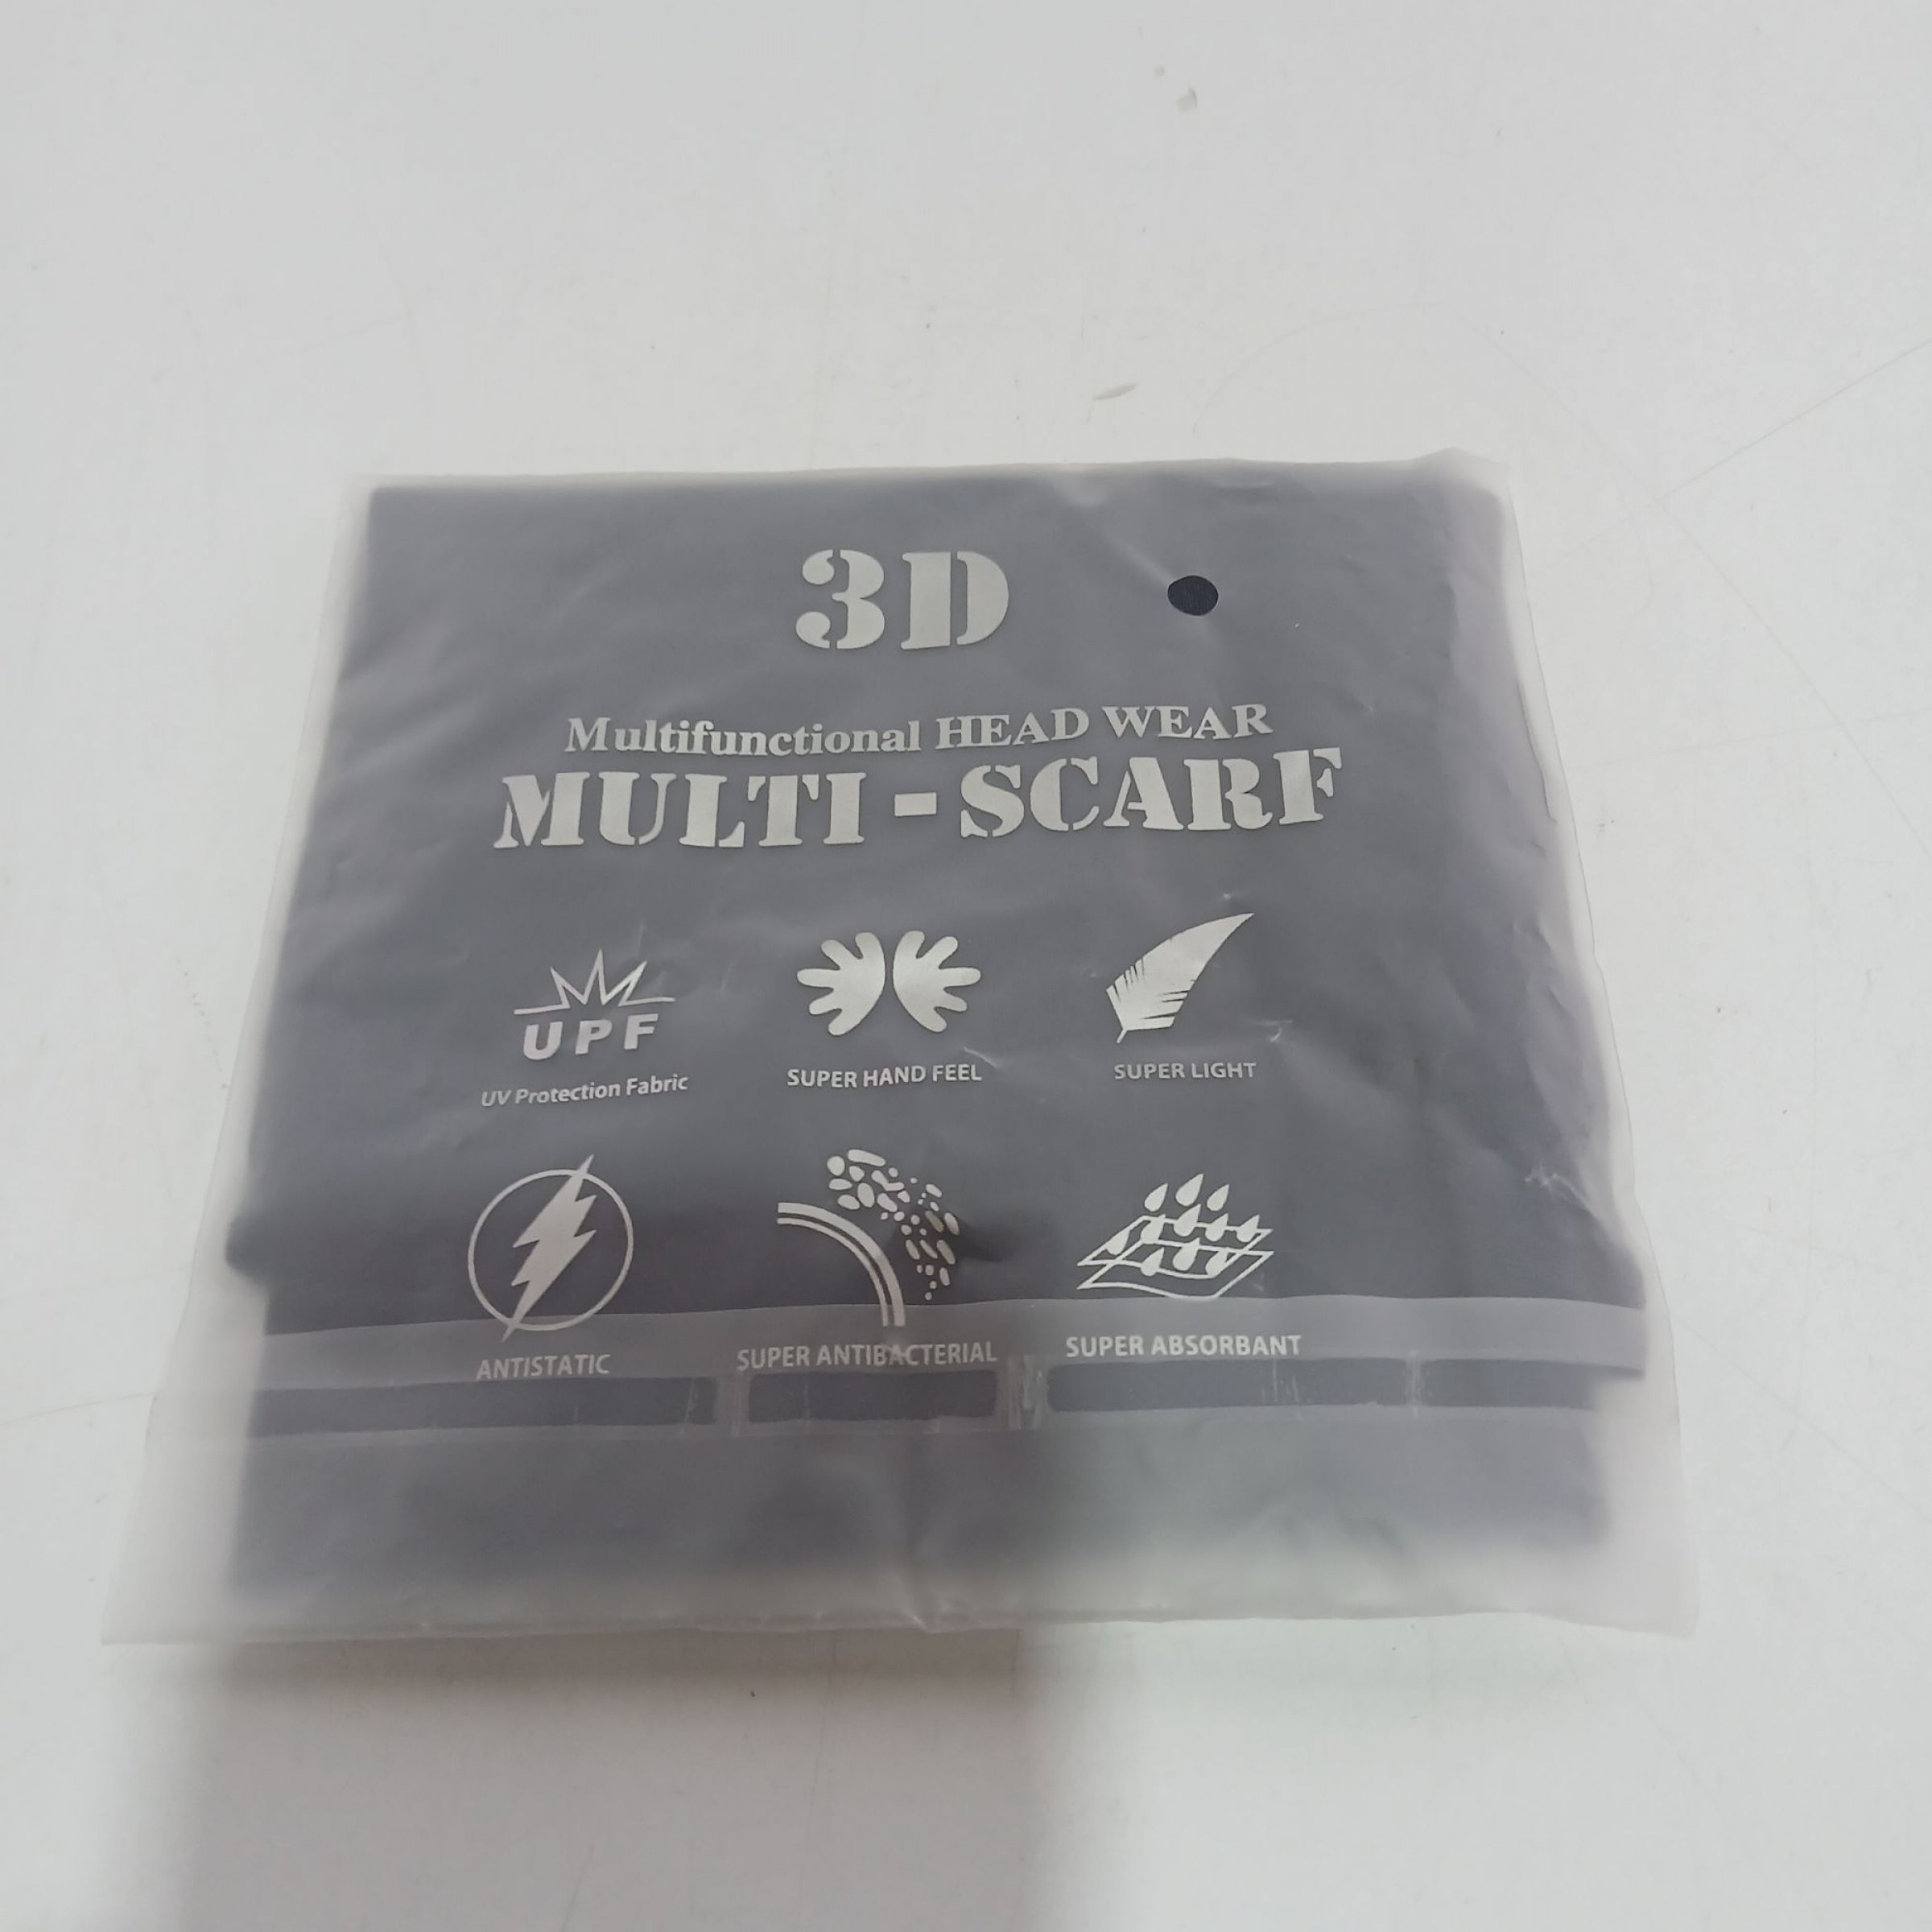 3D
Multifunctional HEAD WEAR
MULTI - SCARF
UPF
UV Protection Fabric
SUPER HAND FEEL
SUPER LIGHT
ANTISTATIC
SUPER ANTIBACTERIAL
SUPER ABSORBANT